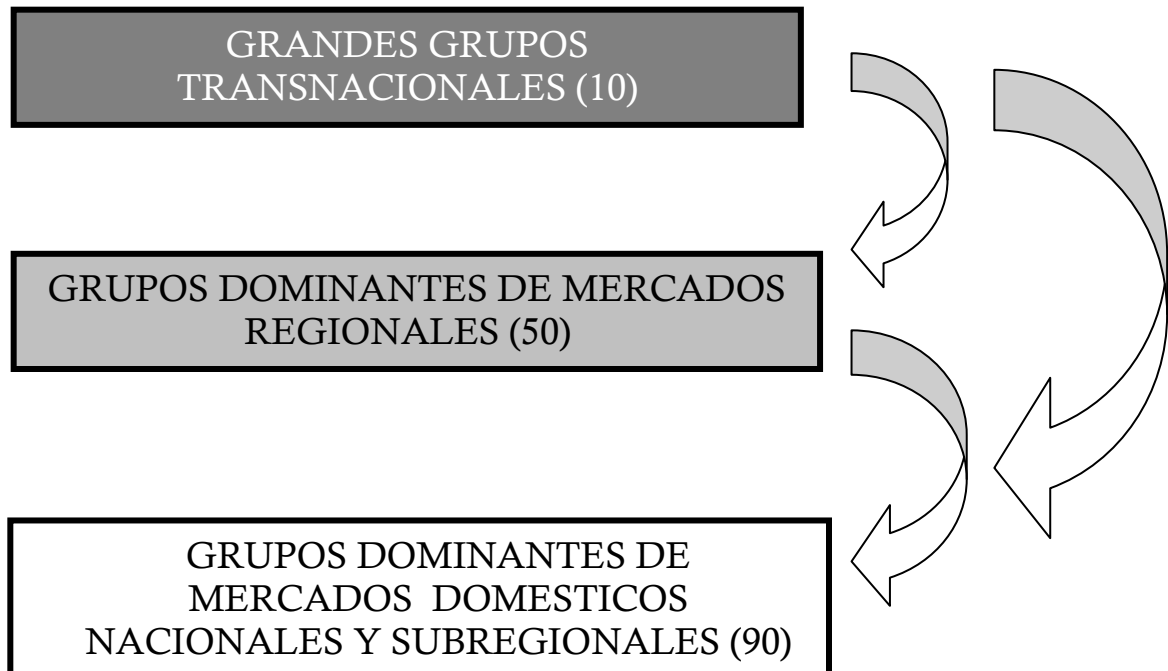 GRANDES GRUPOS
TRANSNACIONALES (10)
GRUPOS DOMINANTES DE MERCADOS
REGIONALES (50)
GRUPOS DOMINANTES DE
MERCADOS DOMESTICOS
NACIONALES Y SUBREGIONALES (90)